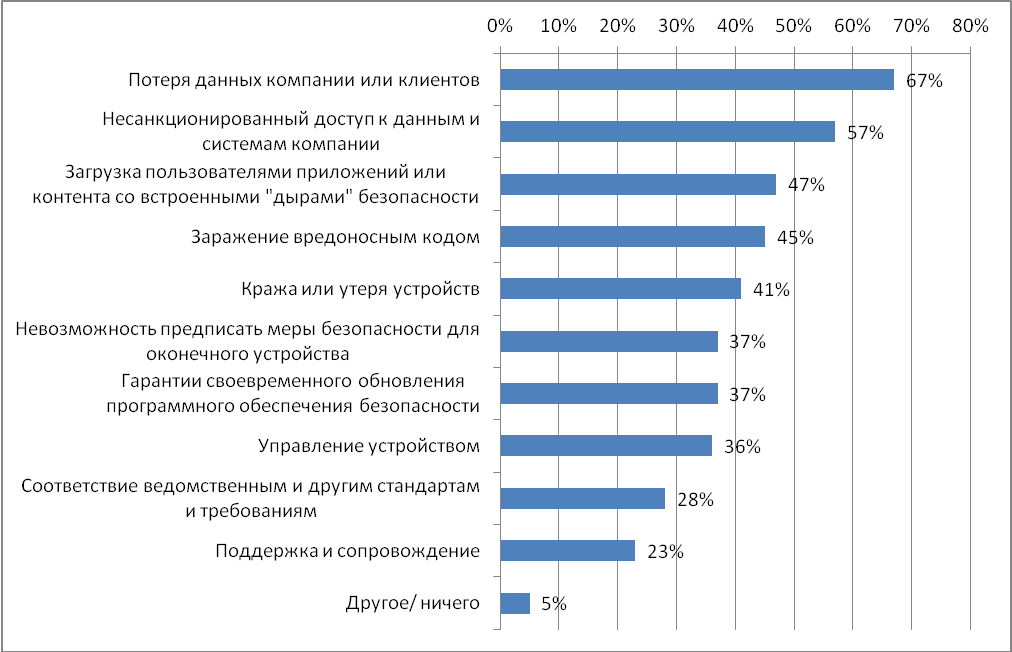 0% 10% 20% 30% 40% 50% 60% 70% 80%
Потеря данных компании или клиентов
67%
Несанкционированный доступ к данным и
системам компании
57%
Загрузка пользователями приложений или
контента со встроенными "дырами" безопасности
47%
Заражение вредоносным кодом
45%
Кража или утеря устройств
41%
Невозможность предписать меры безопасности для
оконечного устройства
37%
Гарантии своевременного обновления
программного обеспечения безопасности
37%
Управление устройством
36%
Соответствие ведомственным и другим стандартам
и требованиям
28%
Поддержка и сопровождение
23%
Другое/ ничего
5%